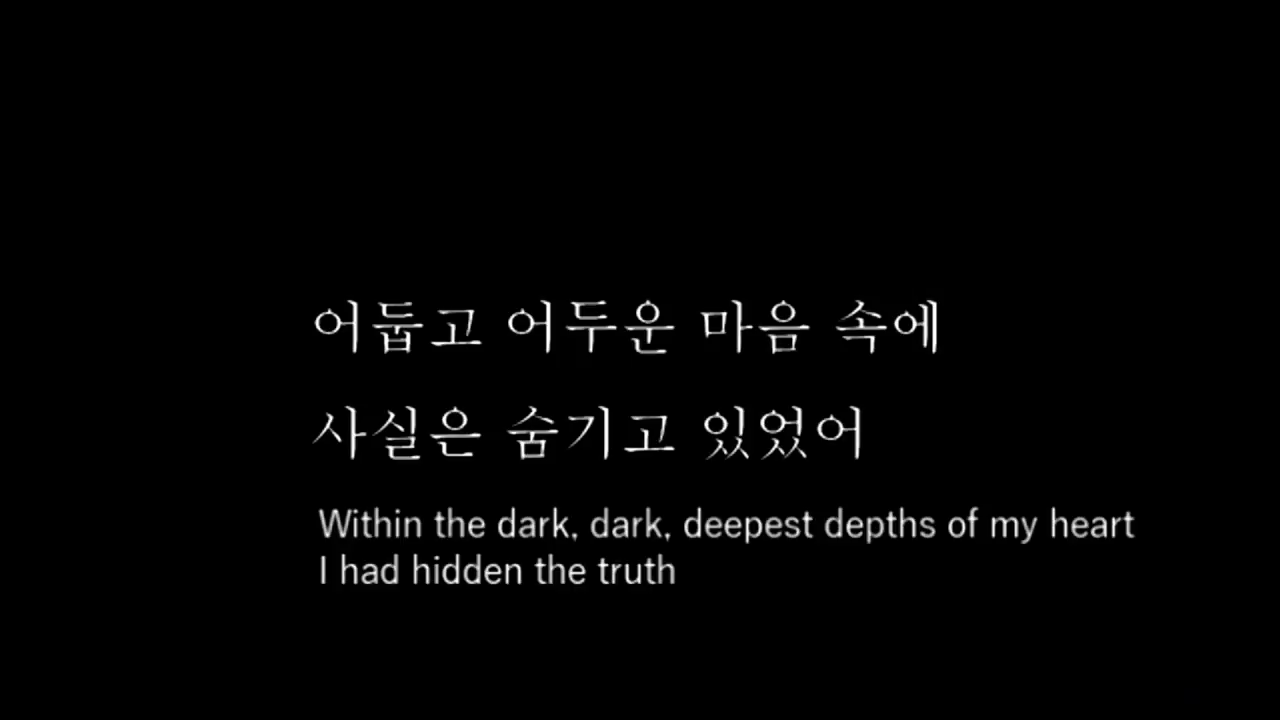 어둡고 어두운 마음 속에
사실은 숨기고 있었어
Within the dark, dark, deepest depths of my heart
I had hidden the truth